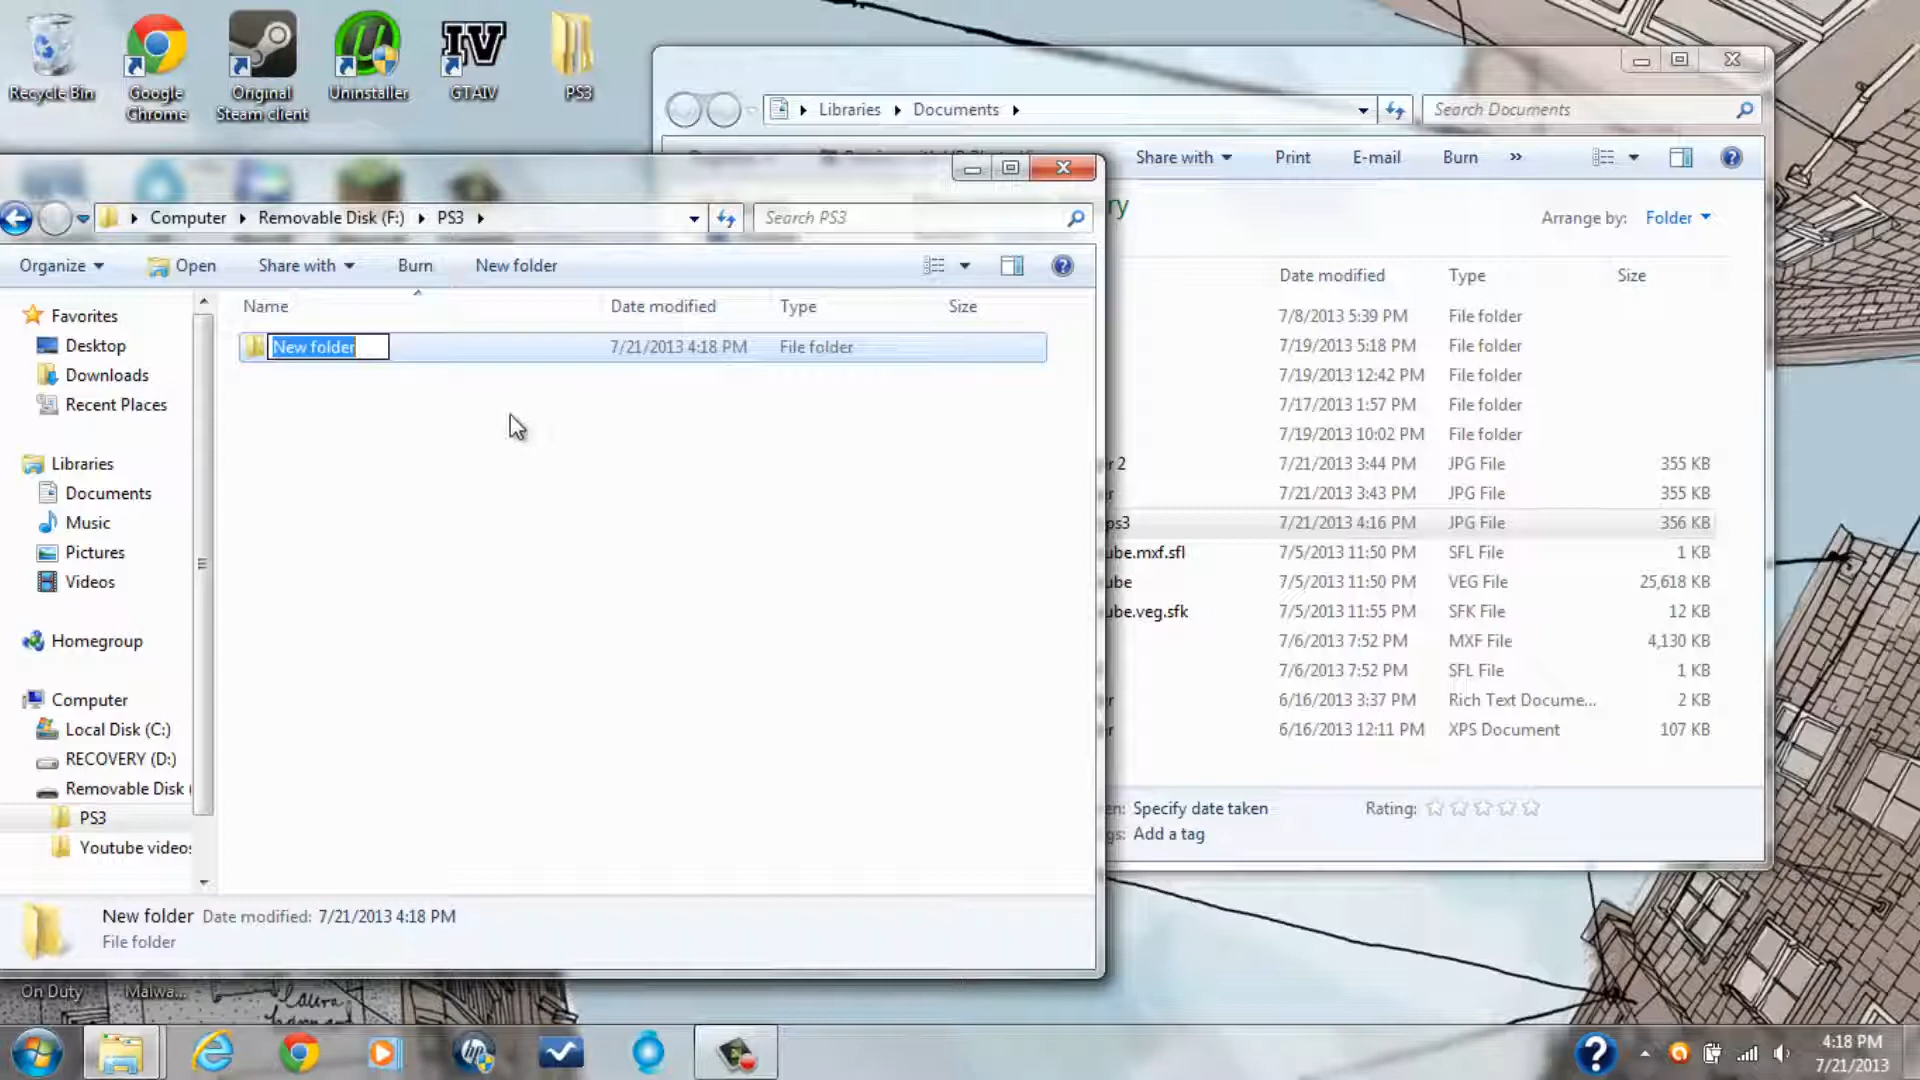 Recycle Bin
Google Chrome
Original Steam client
Uninstaller
GTAIV
PS3
Libraries
Documents
Search Documents
Share with
Print
E-mail
Burn
»
Arrange by: Folder
Date modified
Type
Size
7/8/2013 5:39 PM File folder
7/19/2013 5:18 PM File folder
7/19/2013 12:42 PM File folder
7/17/2013 1:57 PM File folder
7/19/2013 10:02 PM File folder
r 2 7/21/2013 3:44 PM JPG File 355 KB
r 7/21/2013 3:43 PM JPG File 355 KB
ps3 7/21/2013 4:16 PM JPG File 356 KB
ube.mxf.sfl 7/5/2013 11:50 PM SFL File 1 KB
ube 7/5/2013 11:50 PM VEG File 25,618 KB
ube.veg.sfk 7/5/2013 11:55 PM SFK File 12 KB
7/6/2013 7:52 PM MXF File 4,130 KB
7/6/2013 7:52 PM SFL File 1 KB
r 6/16/2013 3:37 PM Rich Text Docume... 2 KB
r 6/16/2013 12:11 PM XPS Document 107 KB
en: Specify date taken Rating:
gs: Add a tag
Computer
Removable Disk (F:)
PS3
Search PS3
Organize
Open
Share with
Burn
New folder
Name
Date modified
Type
Size
New folder 7/21/2013 4:18 PM File folder
Favorites
Desktop
Downloads
Recent Places
Libraries
Documents
Music
Pictures
Videos
Homegroup
Computer
Local Disk (C:)
RECOVERY (D:)
Removable Disk (
PS3
Youtube videos
New folder Date modified: 7/21/2013 4:18 PM
File folder
On Duty
Malwa...
4:18 PM
7/21/2013